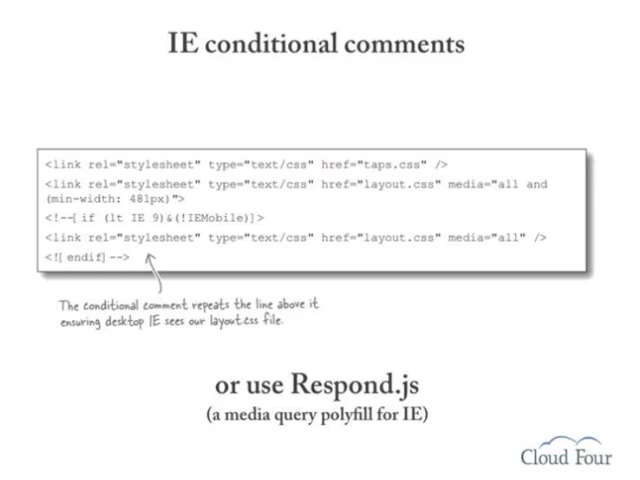 IE conditional comments
<link rel="stylesheet" type="text/css" href="taps.css" />
<link rel="stylesheet" type="text/css" href="layout.css" media="all and
(min-width: 481px)">
<!--[if (lt IE 9)&(!IEMobile)]>
<link rel="stylesheet" type="text/css" href="layout.css" media="all" />
<![endif]-->
The conditional comment repeats the line above it
ensuring desktop IE sees our layout.css file.
or use Respond.js
(a media query polyfill for IE)
Cloud Four